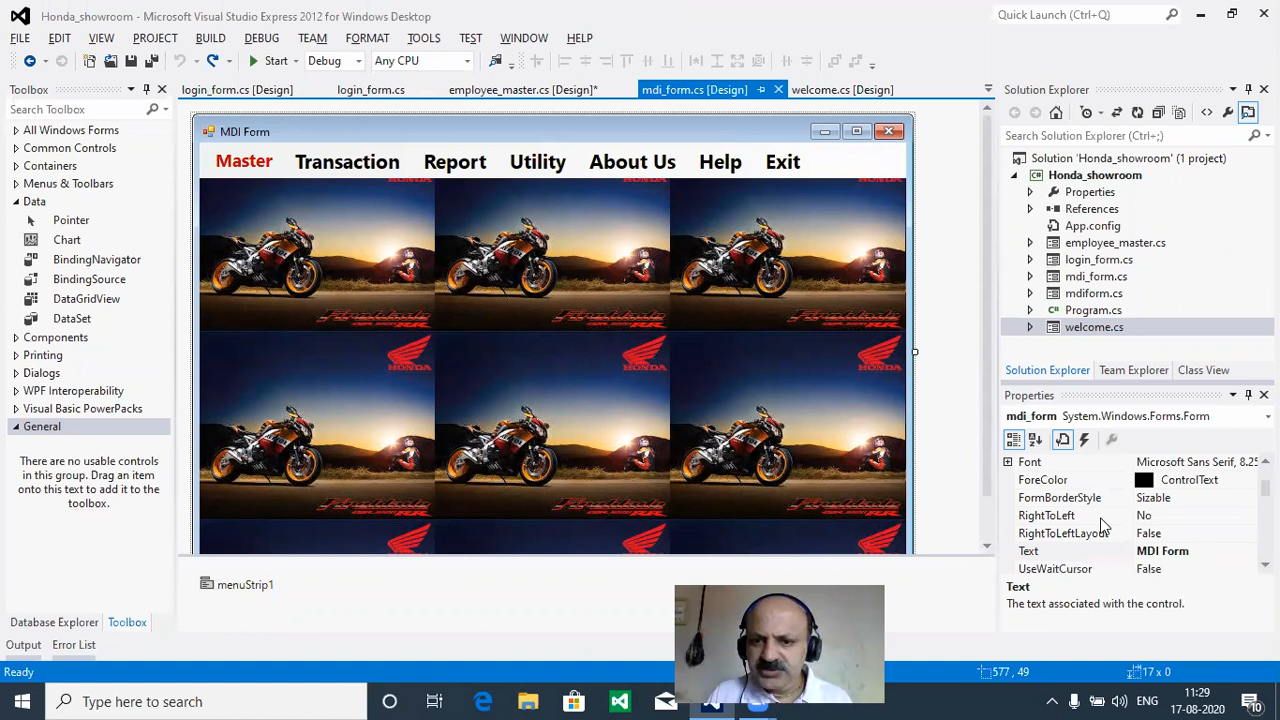 Honda_showroom - Microsoft Visual Studio Express 2012 for Windows Desktop
Quick Launch (Ctrl+Q)
FILE EDIT VIEW PROJECT BUILD DEBUG TEAM FORMAT TOOLS TEST WINDOW HELP
Start Debug Any CPU
Toolbox
login_form.cs [Design] login_form.cs employee_master.cs [Design]* mdi_form.cs [Design] welcome.cs [Design]
Solution Explorer
Search Toolbox
All Windows Forms
Common Controls
Containers
Menus & Toolbars
Data
Pointer
Chart
BindingNavigator
BindingSource
DataGridView
DataSet
Components
Printing
Dialogs
WPF Interoperability
Visual Basic PowerPacks
General
There are no usable controls
in this group. Drag an item
onto this text to add it to the
toolbox.
Database Explorer Toolbox
Output Error List
MDI Form
Master Transaction Report Utility About Us Help Exit
HONDA HONDA HONDA
HONDA HONDA HONDA
menuStrip1
Search Solution Explorer (Ctrl+;)
Solution 'Honda_showroom' (1 project)
Honda_showroom
Properties
References
App.config
employee_master.cs
login_form.cs
mdi_form.cs
mdiform.cs
Program.cs
welcome.cs
Solution Explorer Team Explorer Class View
Properties
mdi_form System.Windows.Forms.Form
Font Microsoft Sans Serif, 8.25
ForeColor ControlText
FormBorderStyle Sizable
RightToLeft No
RightToLeftLayout False
Text MDI Form
UseWaitCursor False
Text
The text associated with the control.
Ready
577 , 49
17 x 0
Type here to search
ENG
11:29
17-08-2020
10